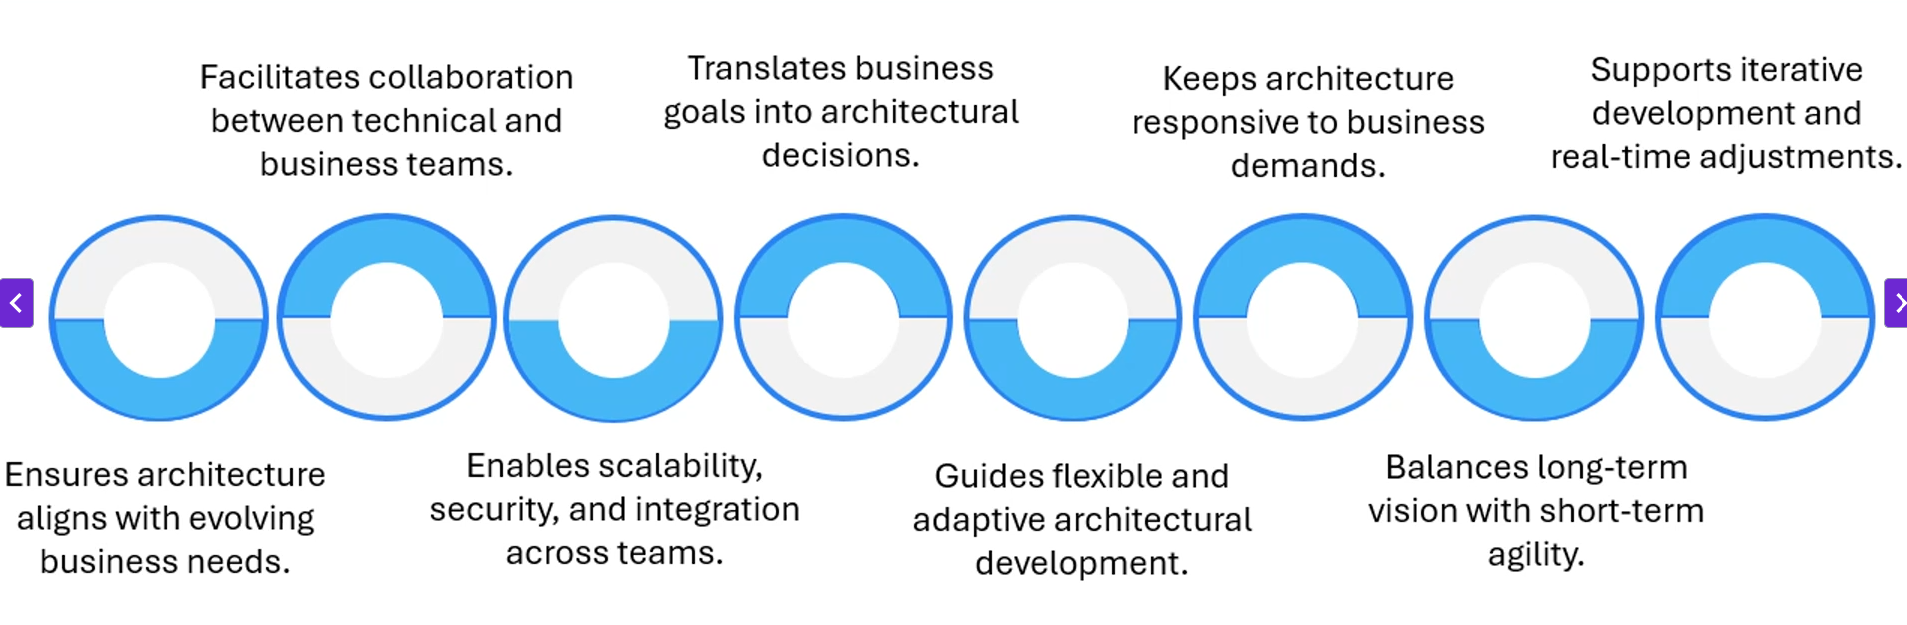 Facilitates collaboration
between technical and
business teams.
Translates business
goals into architectural
decisions.
Keeps architecture
responsive to business
demands.
Supports iterative
development and
real-time adjustments.
Ensures architecture
aligns with evolving
business needs.
Enables scalability,
security, and integration
across teams.
Guides flexible and
adaptive architectural
development.
Balances long-term
vision with short-term
agility.